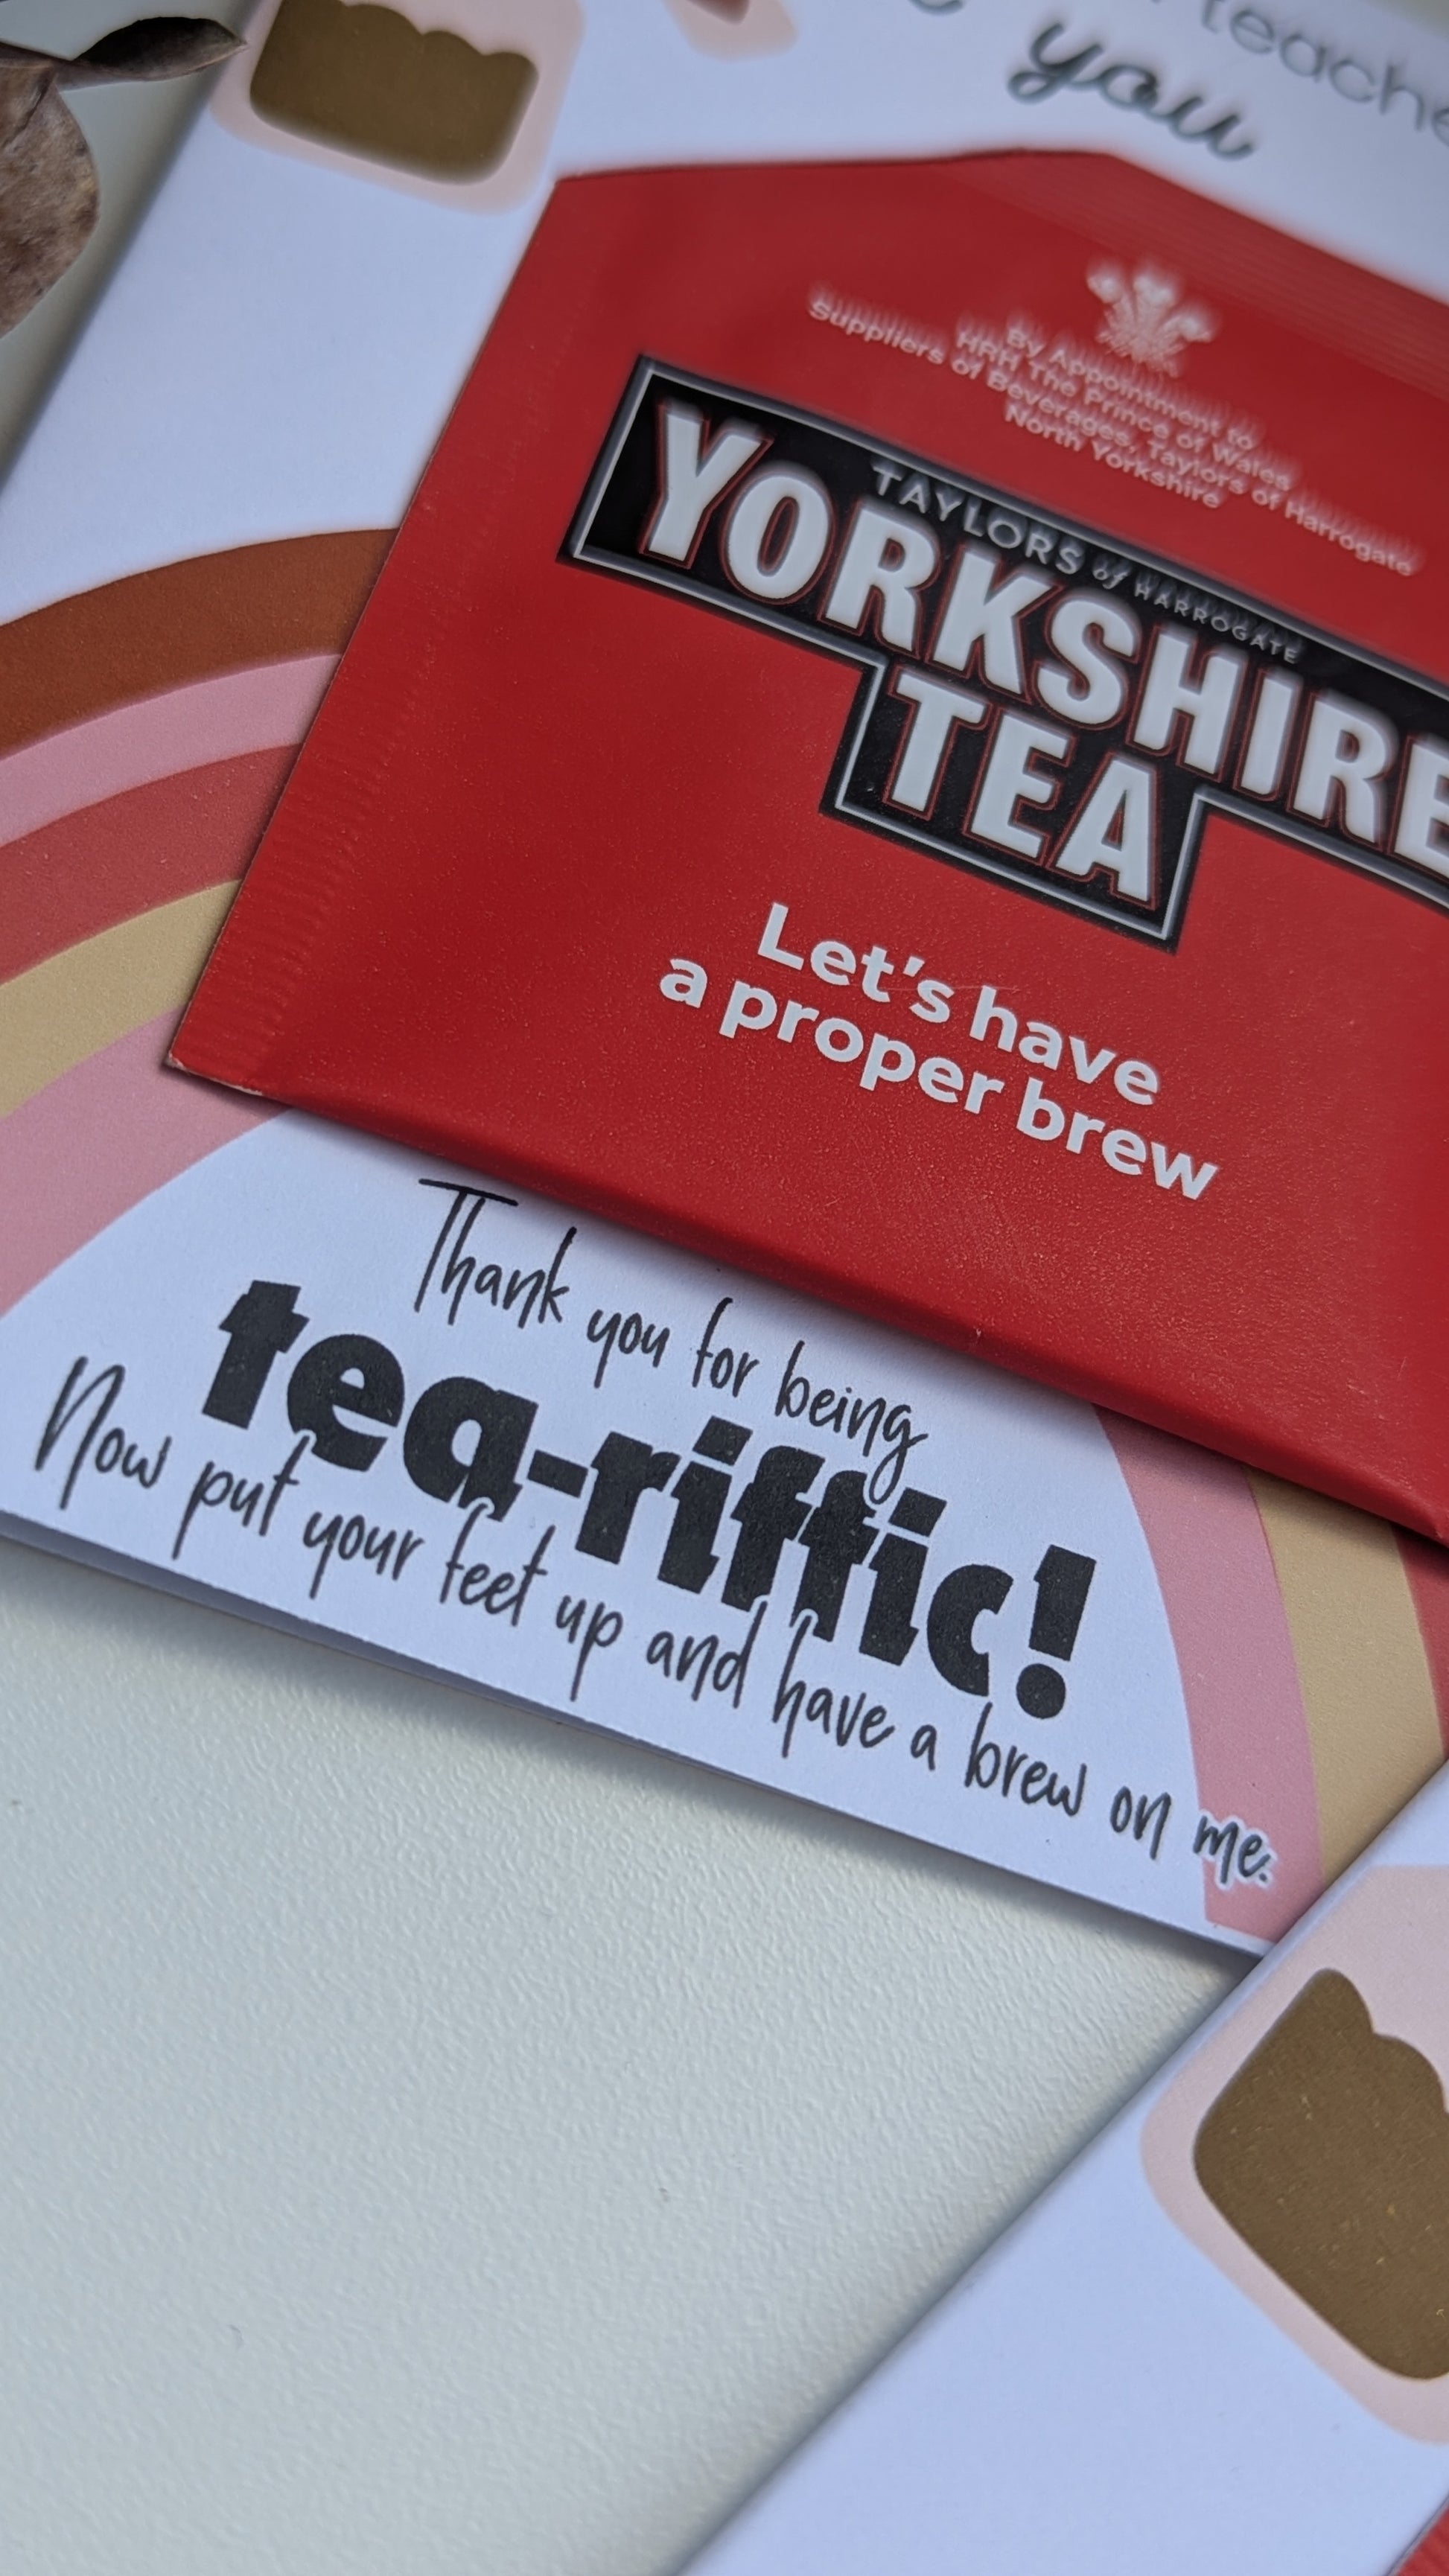 teache
you
By Appointment to
HRH The Prince of Wales
Suppliers of Beverages, Taylors of Harrogate
North Yorkshire
TAYLORS of HARROGATE
YORKSHIRE
TEA
Let's have
a proper brew
Thank you for being
tea-riffic!
Now put your feet up and have a brew on me.